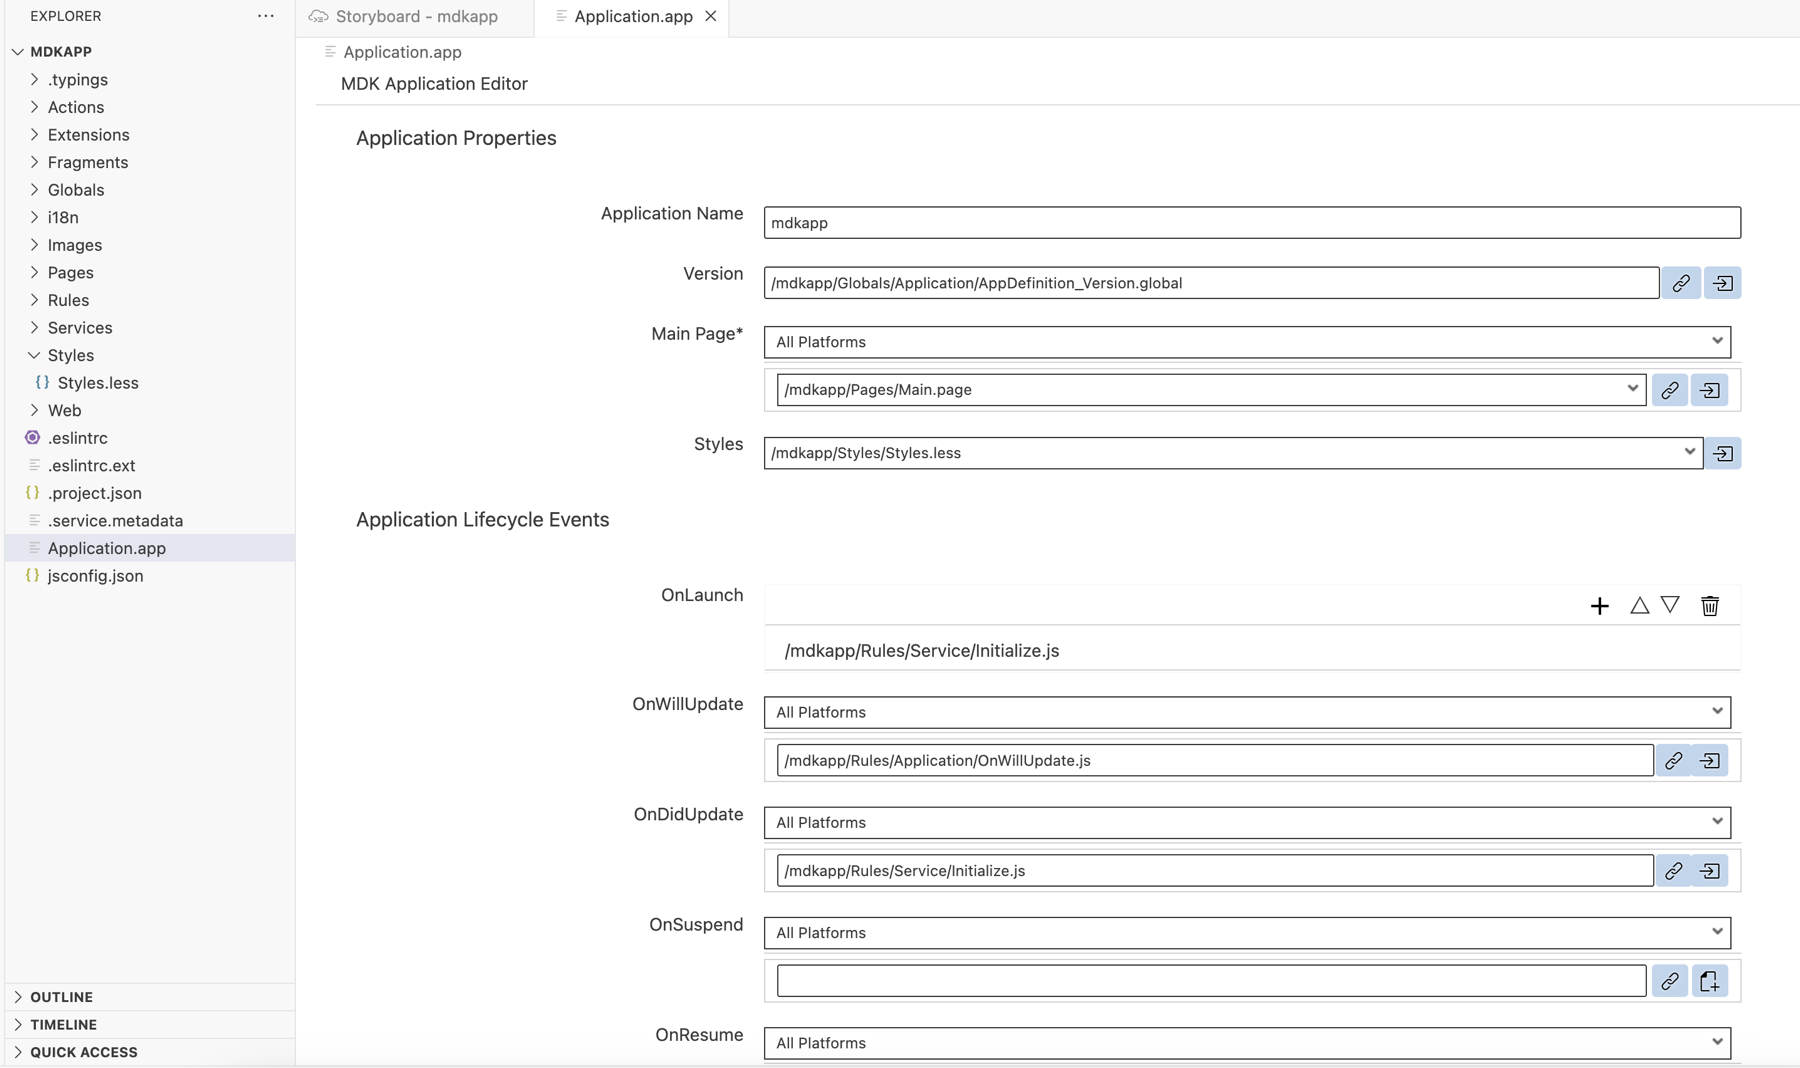 EXPLORER
MDKAPP
.typings
Actions
Extensions
Fragments
Globals
i18n
Images
Pages
Rules
Services
Styles
Styles.less
Web
.eslintrc
.eslintrc.ext
.project.json
.service.metadata
Application.app
jsconfig.json
OUTLINE
TIMELINE
QUICK ACCESS
Storyboard - mdkapp
Application.app
Application.app
MDK Application Editor
Application Properties
Application Name
mdkapp
Version
/mdkapp/Globals/Application/AppDefinition_Version.global
Main Page*
All Platforms
/mdkapp/Pages/Main.page
Styles
/mdkapp/Styles/Styles.less
Application Lifecycle Events
OnLaunch
/mdkapp/Rules/Service/Initialize.js
OnWillUpdate
All Platforms
/mdkapp/Rules/Application/OnWillUpdate.js
OnDidUpdate
All Platforms
/mdkapp/Rules/Service/Initialize.js
OnSuspend
All Platforms
OnResume
All Platforms